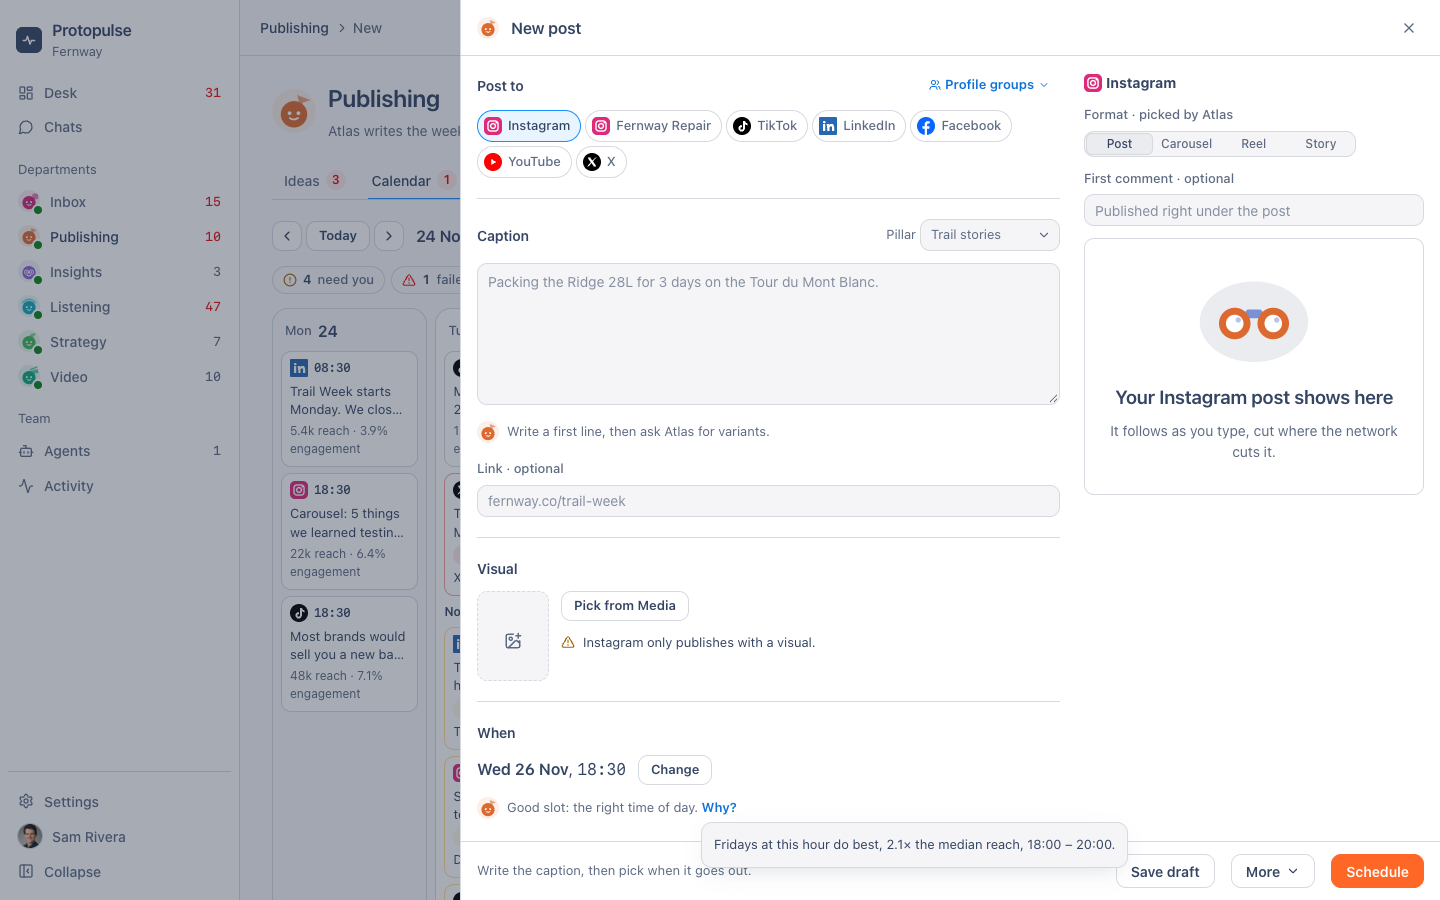 Protopulse
Fernway
Desk 31
Chats
Departments
Inbox 15
Publishing 10
Insights 3
Listening 47
Strategy 7
Video 10
Team
Agents 1
Activity
Settings
Sam Rivera
Collapse
Publishing > New
Publishing
Atlas writes the week
Ideas 3
Calendar 1
Today
24 No
4 need you
1 faile
Mon 24
08:30
Trail Week starts
Monday. We clos...
5.4k reach · 3.9%
engagement
18:30
Carousel: 5 things
we learned testin...
22k reach · 6.4%
engagement
18:30
Most brands would
sell you a new ba...
48k reach · 7.1%
engagement
New post
Post to
Profile groups
Instagram
Fernway Repair
TikTok
LinkedIn
Facebook
YouTube
X
Caption
Pillar Trail stories
Packing the Ridge 28L for 3 days on the Tour du Mont Blanc.
Write a first line, then ask Atlas for variants.
Link · optional
fernway.co/trail-week
Visual
Pick from Media
Instagram only publishes with a visual.
When
Wed 26 Nov, 18:30
Change
Good slot: the right time of day. Why?
Fridays at this hour do best, 2.1× the median reach, 18:00 – 20:00.
Write the caption, then pick when it goes out.
Save draft
More
Schedule
Instagram
Format · picked by Atlas
Post Carousel Reel Story
First comment · optional
Published right under the post
Your Instagram post shows here
It follows as you type, cut where the network
cuts it.